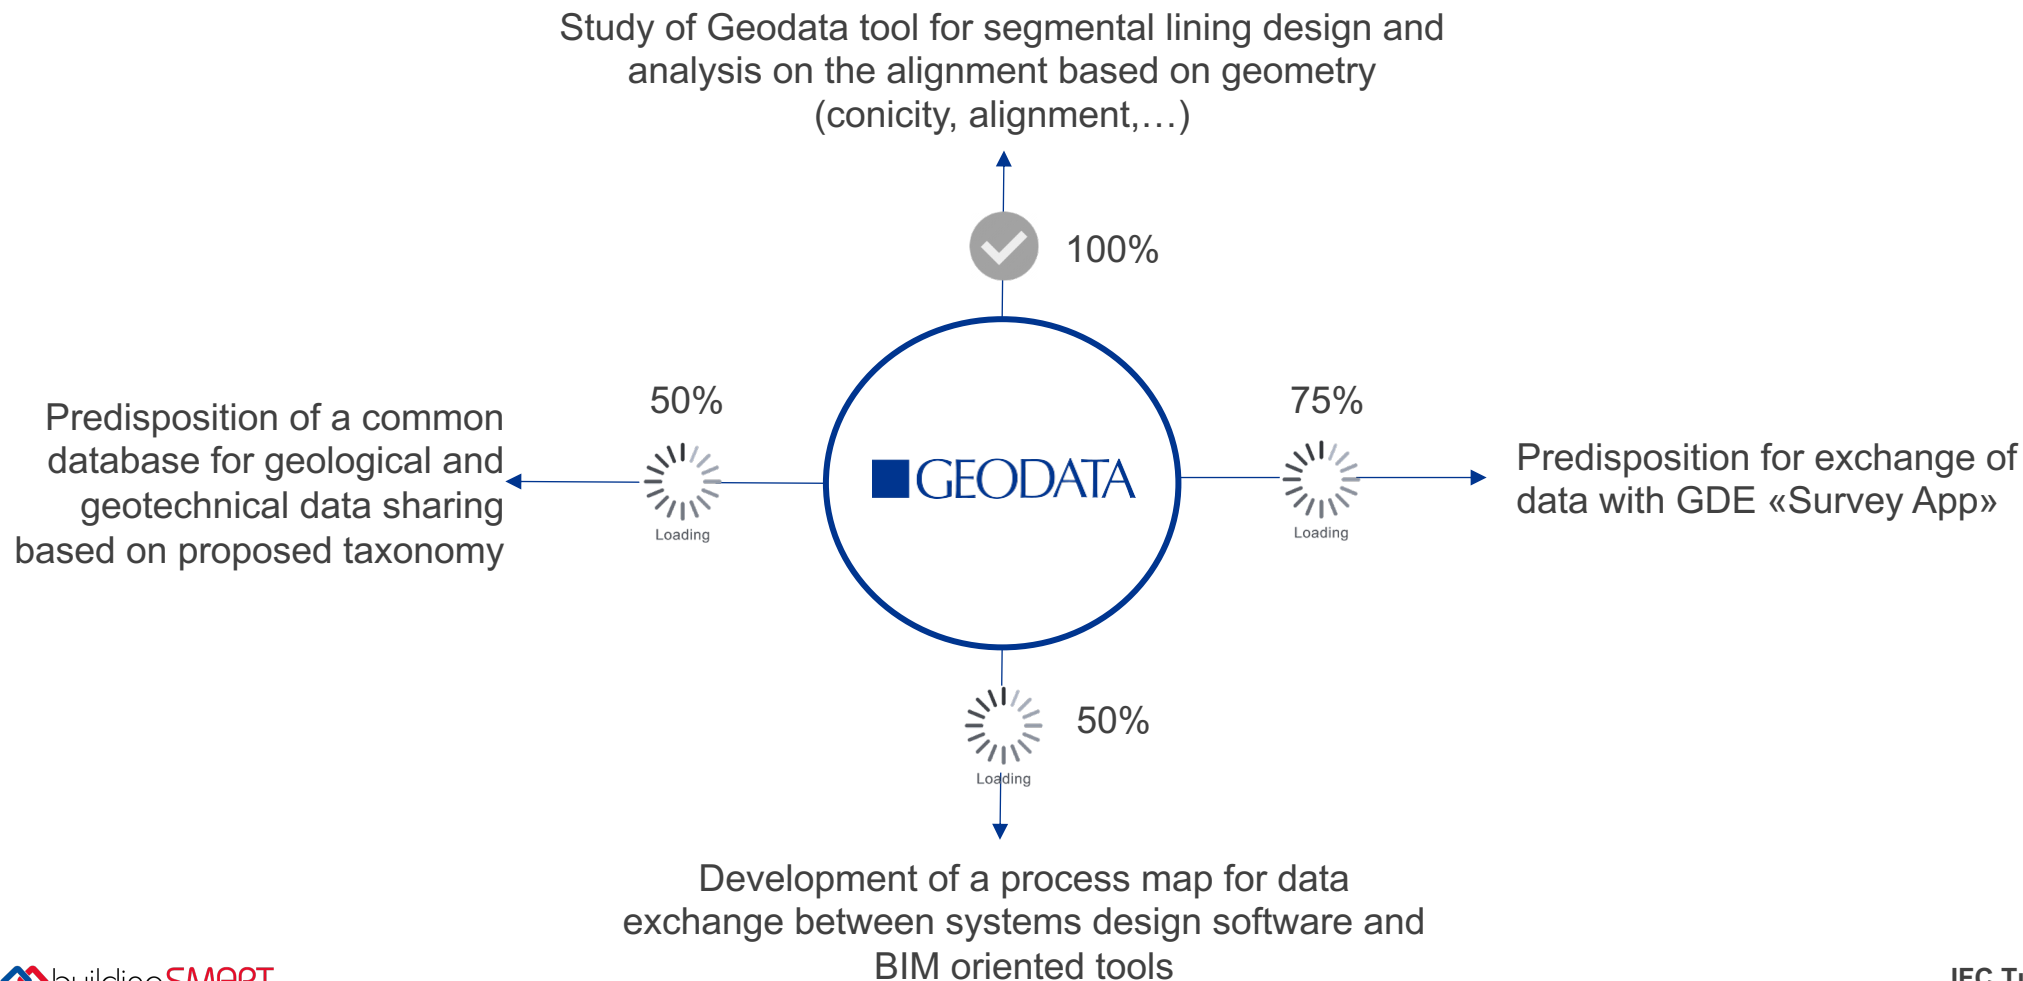 Study of Geodata tool for segmental lining design and
analysis on the alignment based on geometry
(conicity, alignment,…)
100%
50%
75%
Predisposition of a common
database for geological and
geotechnical data sharing
based on proposed taxonomy
Loading
GEODATA
Loading
Predisposition for exchange of
data with GDE «Survey App»
50%
Loading
Development of a process map for data
exchange between systems design software and
BIM oriented tools
buildingSMART